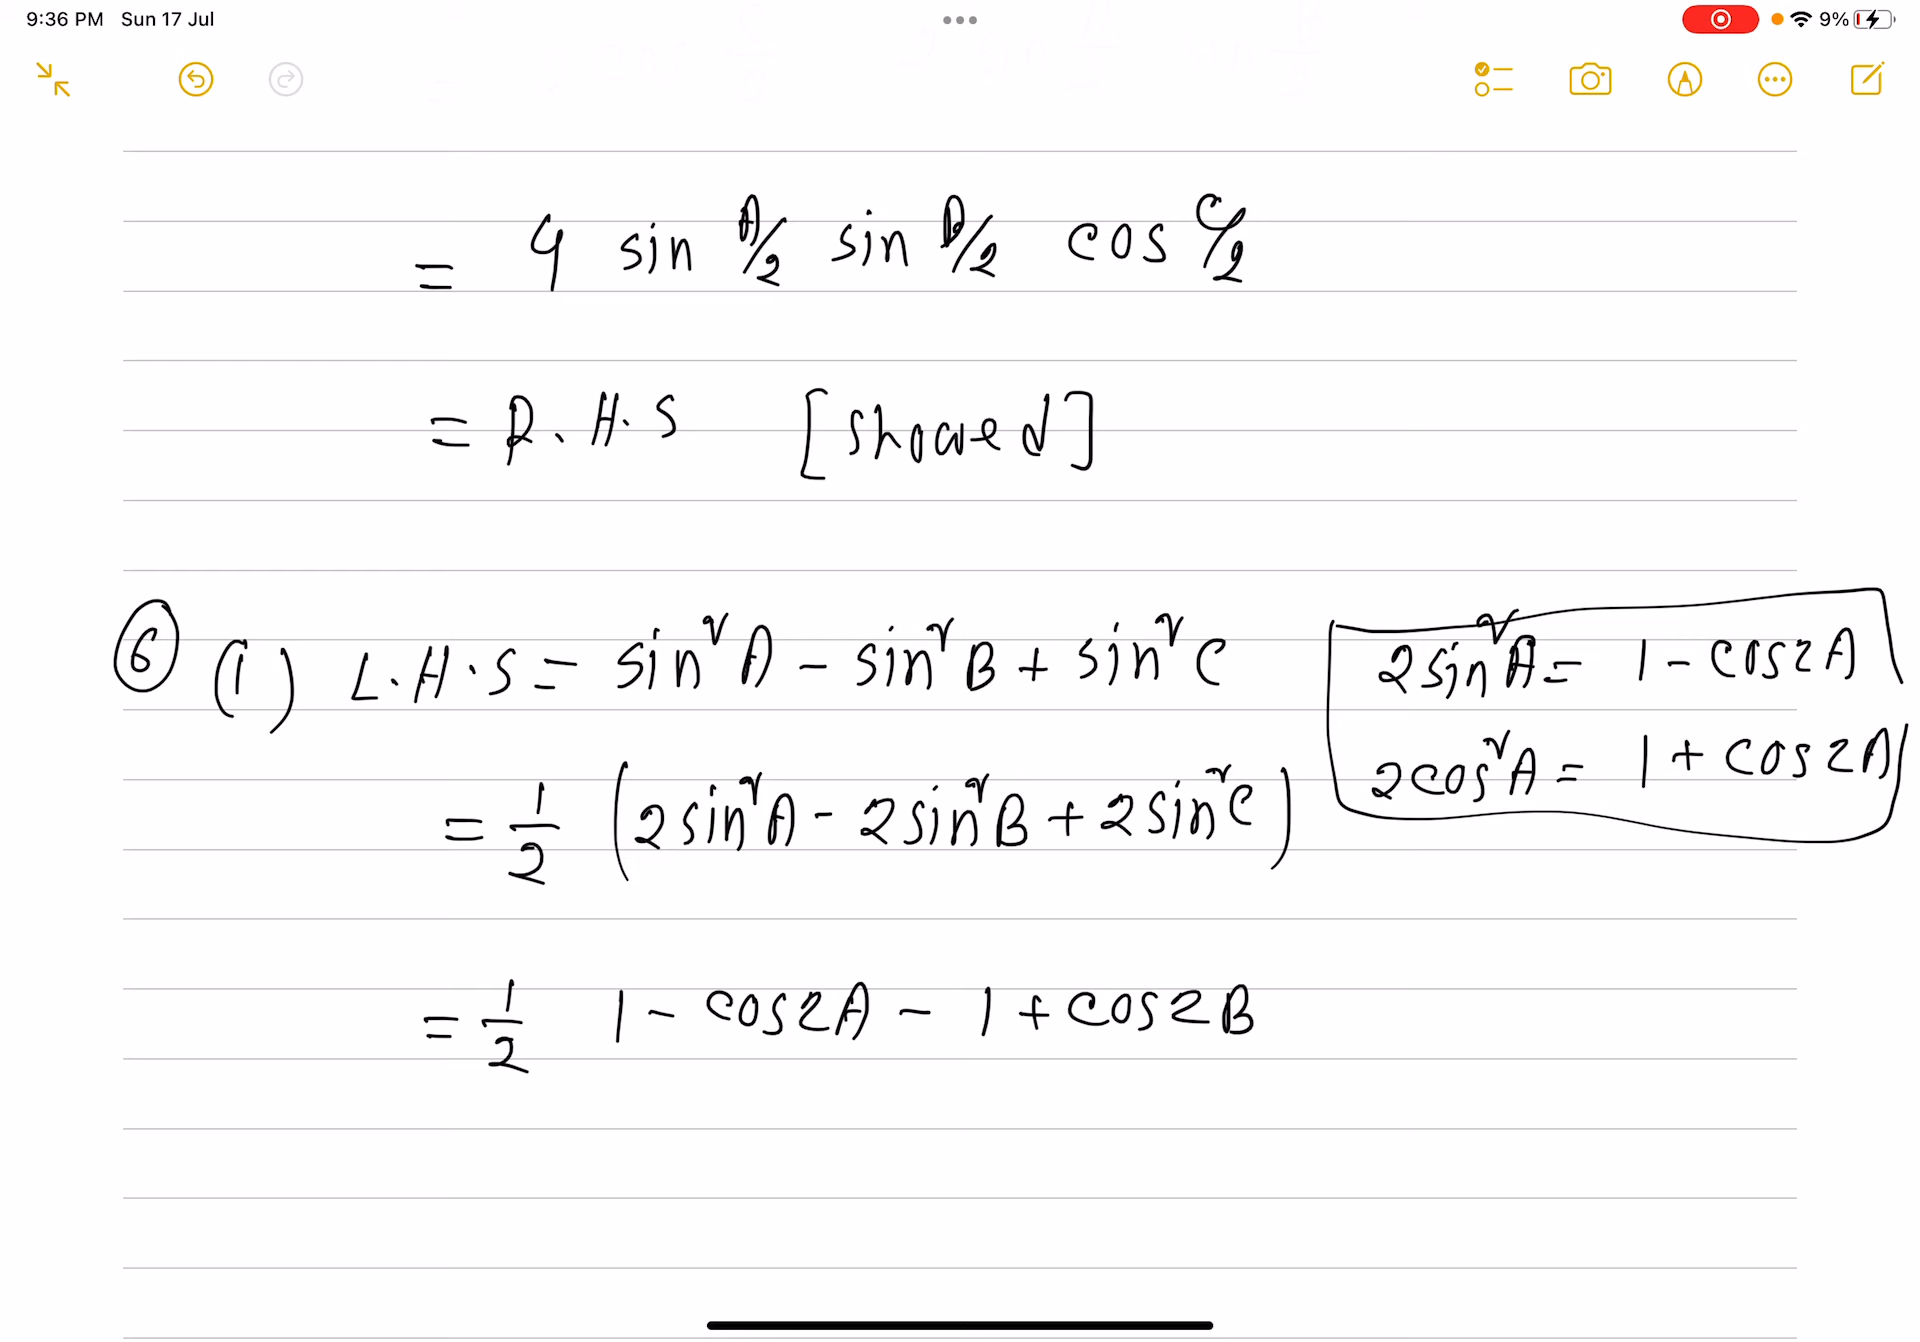 9:36 PM Sun 17 Jul 9%
= 4 sin A/2 sin B/2 cos C/2
= R.H.S [showed]
⑥ (i) L.H.S = sin²A - sin²B + sin²C
2sin²A = 1 - cos2A
2cos²A = 1 + cos2A
= 1/2 (2sin²A - 2sin²B + 2sin²C)
= 1/2 1 - cos2A - 1 + cos2B